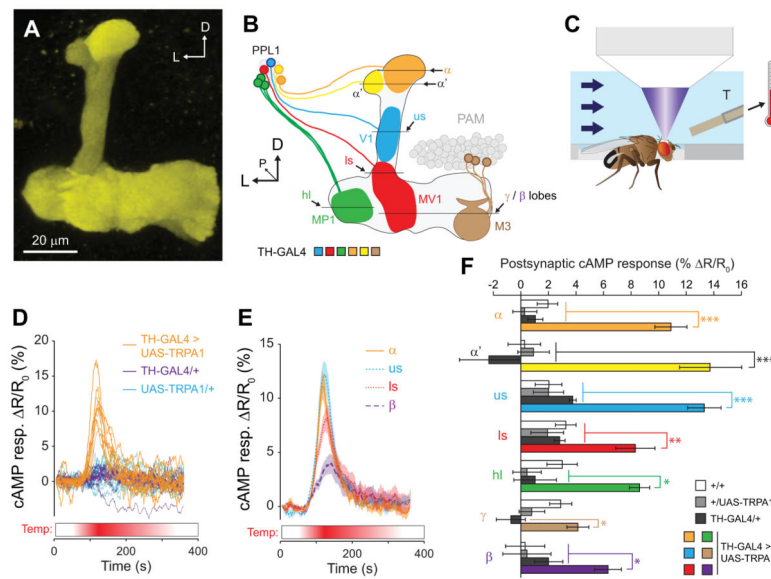 A
D
L
20 μm
B
PPL1
α
α'
α'
us
V1
PAM
D
P
L
ls
hl
MV1
γ / β lobes
MP1
M3
TH-GAL4
C
T
D
cAMP resp. ΔR/R0 (%)
20
15
10
5
0
-5
TH-GAL4 >
UAS-TRPA1
TH-GAL4/+
UAS-TRPA1/+
Temp:
0
200
400
Time (s)
E
cAMP resp. ΔR/R0 (%)
15
10
5
0
α
us
ls
β
Temp:
0
200
400
Time (s)
F
Postsynaptic cAMP response (% ΔR/R0)
-2 0 2 4 6 8 10 12 14 16
α
***
α'
***
us
***
ls
**
hl
*
γ
*
β
*
+/+
+/UAS-TRPA1
TH-GAL4/+
TH-GAL4 >
UAS-TRPA